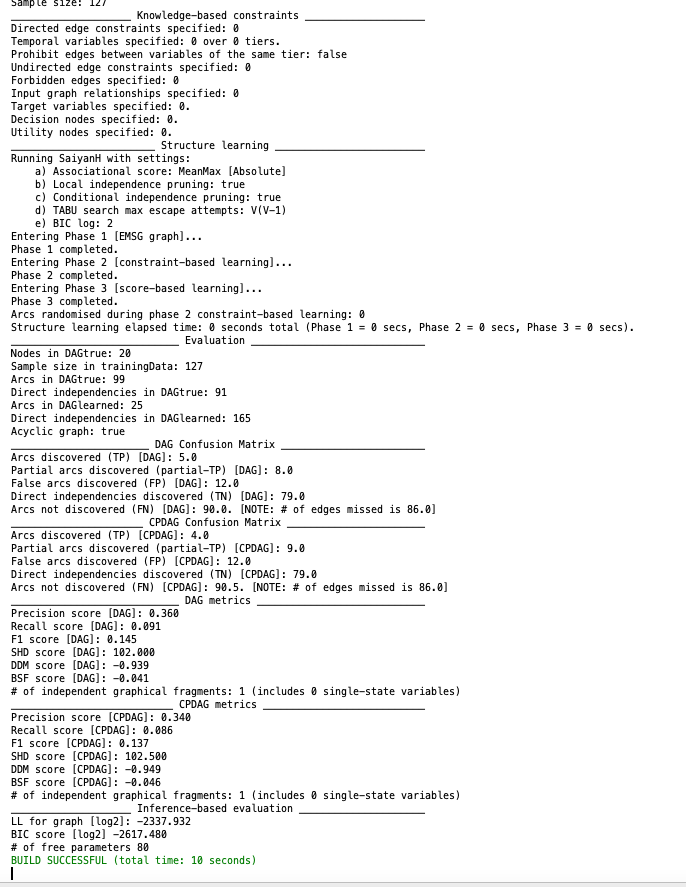 Sample size: 127
______________________ Knowledge-based constraints ______________________
Directed edge constraints specified: 0
Temporal variables specified: 0 over 0 tiers.
Prohibit edges between variables of the same tier: false
Undirected edge constraints specified: 0
Forbidden edges specified: 0
Input graph relationships specified: 0
Target variables specified: 0.
Decision nodes specified: 0.
Utility nodes specified: 0.
__________________________ Structure learning __________________________
Running SaiyanH with settings:
a) Associational score: MeanMax [Absolute]
b) Local independence pruning: true
c) Conditional independence pruning: true
d) TABU search max escape attempts: V(V-1)
e) BIC log: 2
Entering Phase 1 [EMSG graph]...
Phase 1 completed.
Entering Phase 2 [constraint-based learning]...
Phase 2 completed.
Entering Phase 3 [score-based learning]...
Phase 3 completed.
Arcs randomised during phase 2 constraint-based learning: 0
Structure learning elapsed time: 0 seconds total (Phase 1 = 0 secs, Phase 2 = 0 secs, Phase 3 = 0 secs).
______________________________ Evaluation ______________________________
Nodes in DAGtrue: 20
Sample size in trainingData: 127
Arcs in DAGtrue: 99
Direct independencies in DAGtrue: 91
Arcs in DAGlearned: 25
Direct independencies in DAGlearned: 165
Acyclic graph: true
_________________________ DAG Confusion Matrix _________________________
Arcs discovered (TP) [DAG]: 5.0
Partial arcs discovered (partial-TP) [DAG]: 8.0
False arcs discovered (FP) [DAG]: 12.0
Direct independencies discovered (TN) [DAG]: 79.0
Arcs not discovered (FN) [DAG]: 90.0. [NOTE: # of edges missed is 86.0]
________________________ CPDAG Confusion Matrix ________________________
Arcs discovered (TP) [CPDAG]: 4.0
Partial arcs discovered (partial-TP) [CPDAG]: 9.0
False arcs discovered (FP) [CPDAG]: 12.0
Direct independencies discovered (TN) [CPDAG]: 79.0
Arcs not discovered (FN) [CPDAG]: 90.5. [NOTE: # of edges missed is 86.0]
______________________________ DAG metrics ______________________________
Precision score [DAG]: 0.360
Recall score [DAG]: 0.091
F1 score [DAG]: 0.145
SHD score [DAG]: 102.000
DDM score [DAG]: -0.939
BSF score [DAG]: -0.041
# of independent graphical fragments: 1 (includes 0 single-state variables)
_____________________________ CPDAG metrics _____________________________
Precision score [CPDAG]: 0.340
Recall score [CPDAG]: 0.086
F1 score [CPDAG]: 0.137
SHD score [CPDAG]: 102.500
DDM score [CPDAG]: -0.949
BSF score [CPDAG]: -0.046
# of independent graphical fragments: 1 (includes 0 single-state variables)
______________________ Inference-based evaluation ______________________
LL for graph [log2]: -2337.932
BIC score [log2] -2617.480
# of free parameters 80
BUILD SUCCESSFUL (total time: 10 seconds)